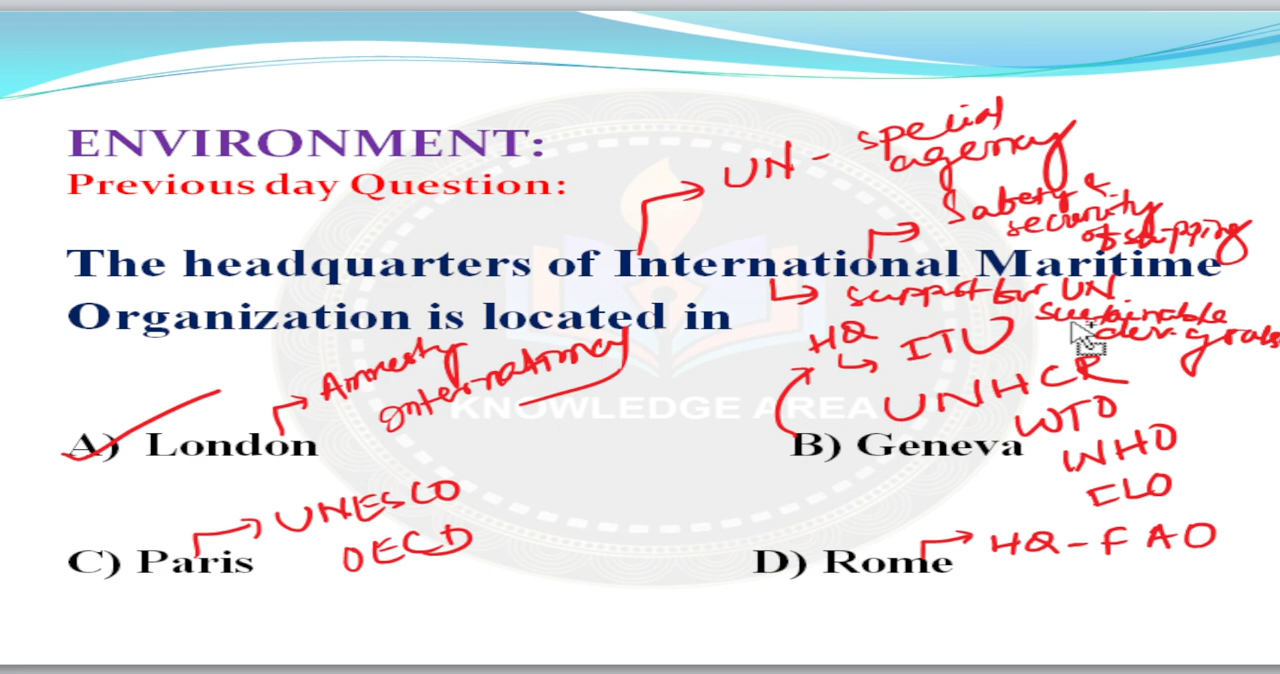 ENVIRONMENT:
Previous day Question:
UN - special
agency
Safety &
security
of shipping
The headquarters of International Maritime
Organization is located in
support for UN
sustainable
dev. goals
HQ
ITU
UNHCR
WTO
WHO
ILO
Amnesty
International
KNOWLEDGE AREA
A) London
B) Geneva
UNESCO
OECD
C) Paris
D) Rome
HQ - FAO